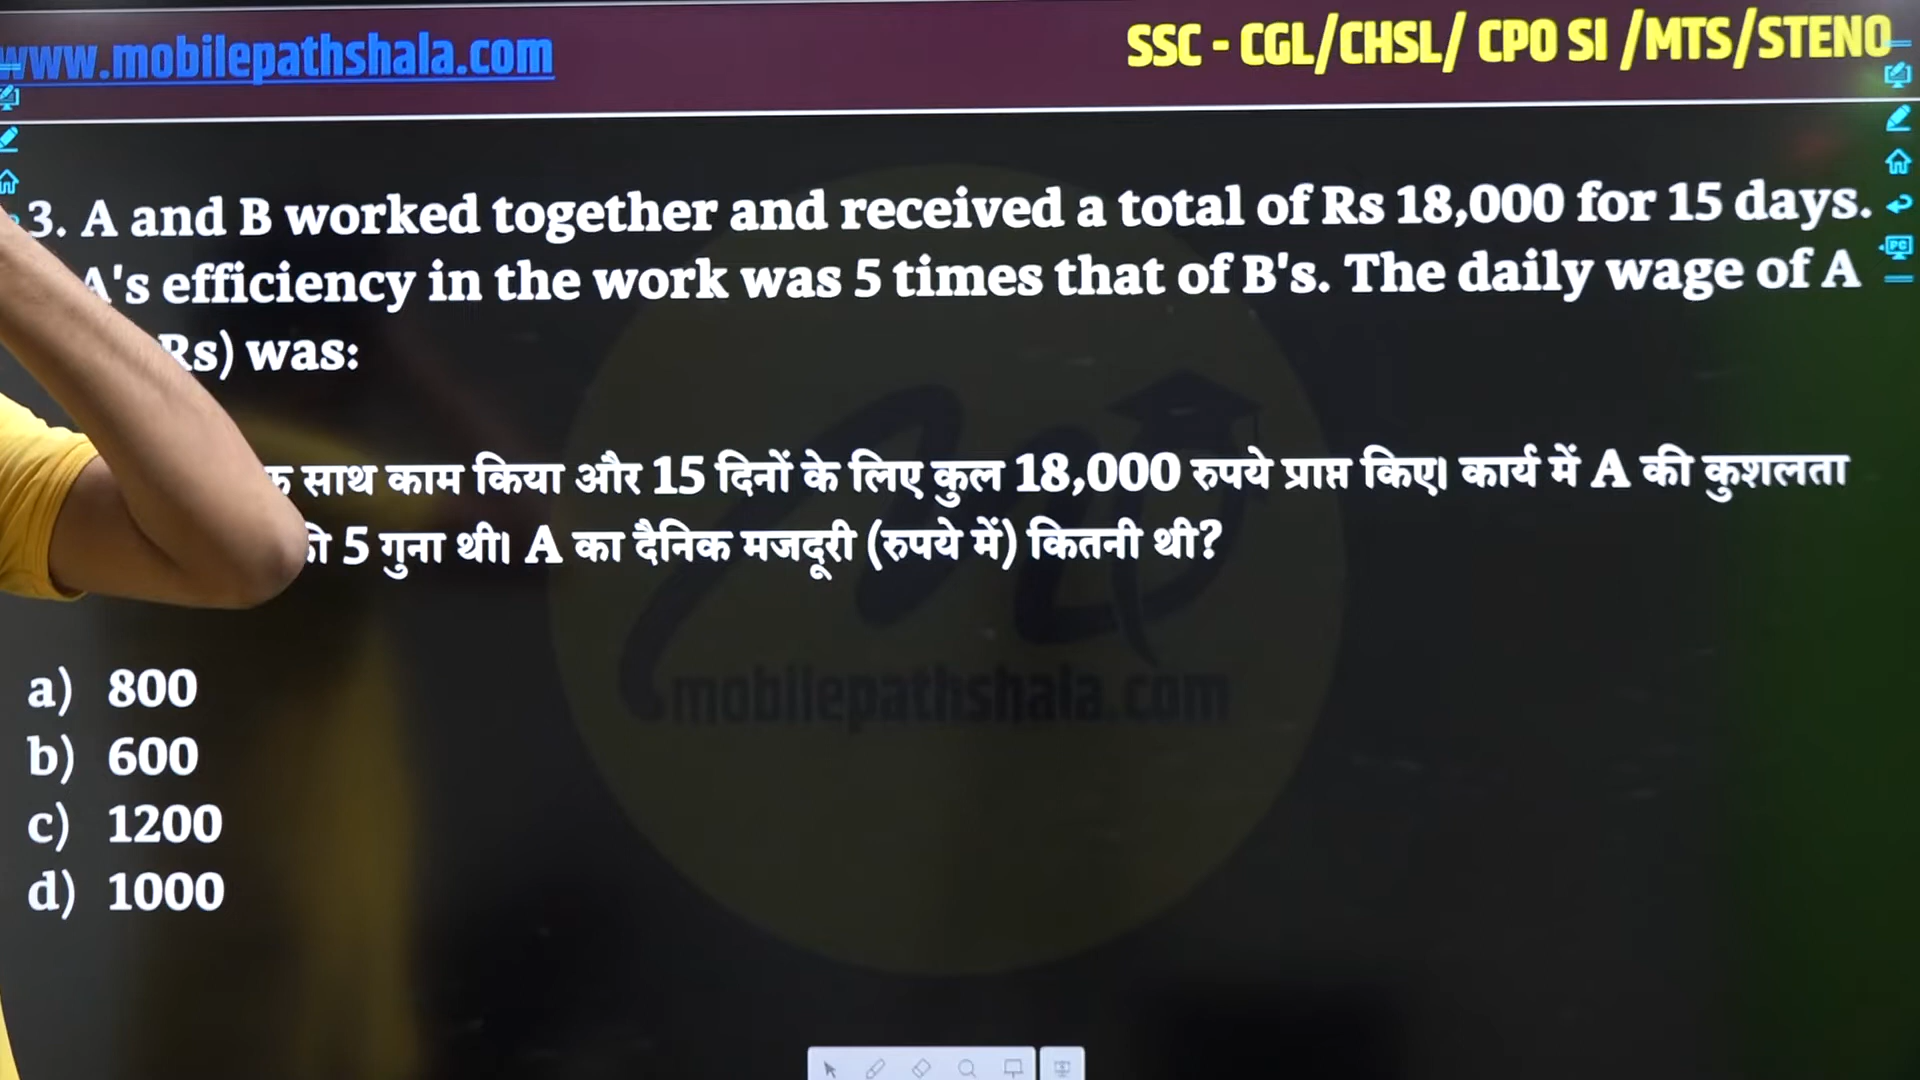 www.mobilepathshala.com
SSC - CGL/CHSL/ CPO SI /MTS/STENO
3. A and B worked together and received a total of Rs 18,000 for 15 days.
A's efficiency in the work was 5 times that of B's. The daily wage of A
Rs) was:
साथ काम किया और 15 दिनों के लिए कुल 18,000 रुपये प्राप्त किए। कार्य में A की कुशलता
5 गुना थी। A का दैनिक मजदूरी (रुपये में) कितनी थी?
mobilepathshala.com
a) 800
b) 600
c) 1200
d) 1000
PC